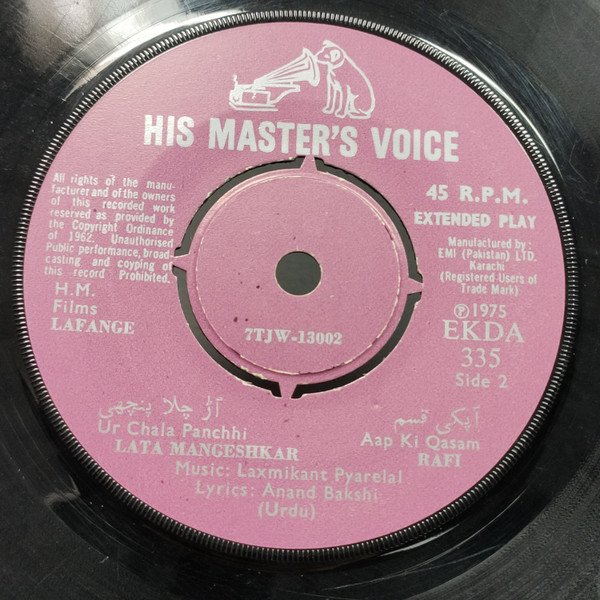 HIS MASTER'S VOICE
All rights of the manu-
facturer and of the owners
of this recorded work
reserved as provided by
the Copyright Ordinance
of 1962. Unauthorised
Public performance, broad-
casting and coypying of
this record Prohibited.
H.M.
Films
LAFANGE
45 R.P.M.
EXTENDED PLAY
Manufactured by:
EMI (Pakistan) LTD.
Karachi
(Registered Users of
Trade Mark)
℗1975
EKDA
335
Side 2
7TJW-13002
اڑ چلا پنچھی
Ur Chala Panchhi
LATA MANGESHKAR
آپکی قسم
Aap Ki Qasam
RAFI
Music: Laxmikant Pyarelal
Lyrics: Anand Bakshi
(Urdu)